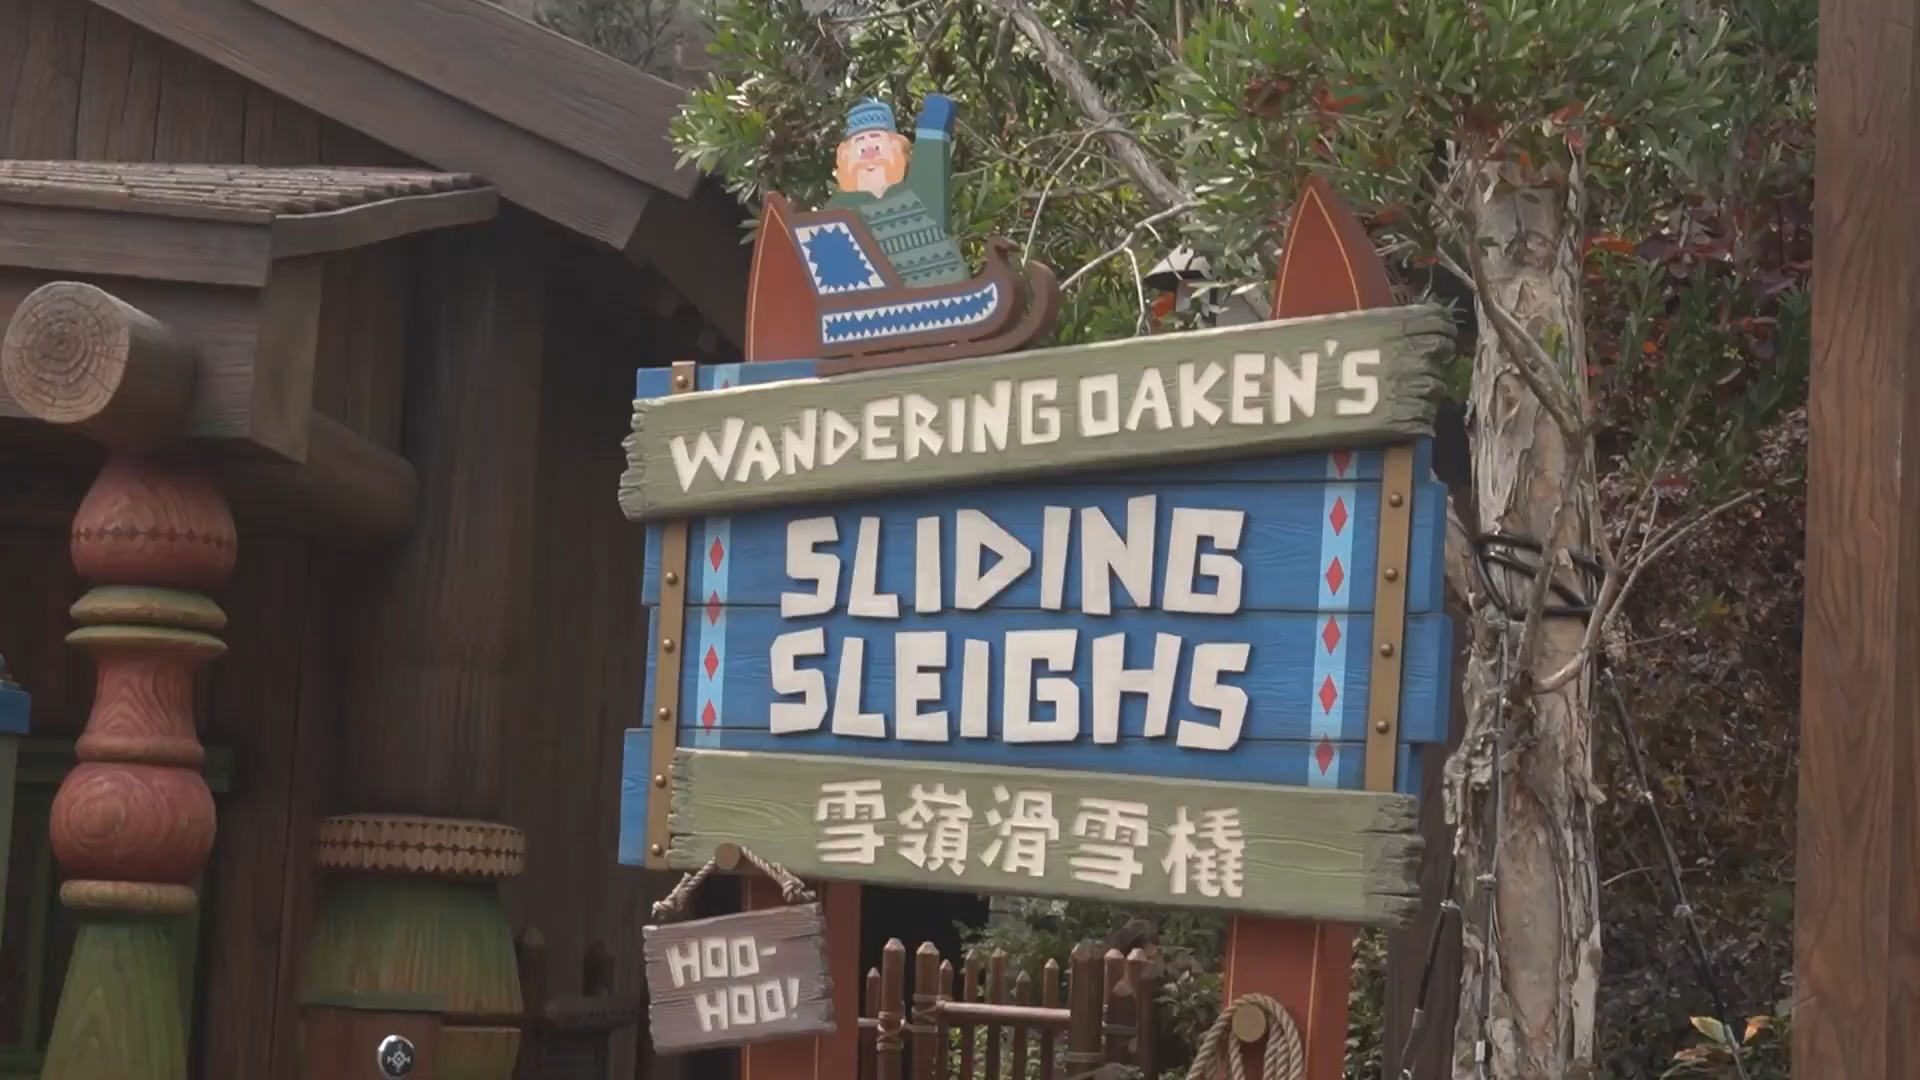 WANDERING OAKEN'S
SLIDING
SLEIGHS
雪嶺滑雪橇
HOO-
HOO!